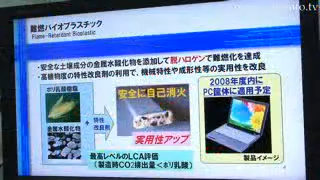 難燃バイオプラスチック
Flame-Retardant Bioplastic
・安全な土壌成分の金属水酸化物を添加して脱ハロゲンで難燃化を達成
・高機能度の特性改良剤の利用で、機械特性や成形性等の実用性を改良
ポリ乳酸樹脂
金属水酸化物
+
特性
改良剤
安全に自己消火
実用性アップ
2008年度内に
PC筐体に適用予定
製品イメージ
最高レベルのLCA評価
(製造時CO2排出量<ポリ乳酸)